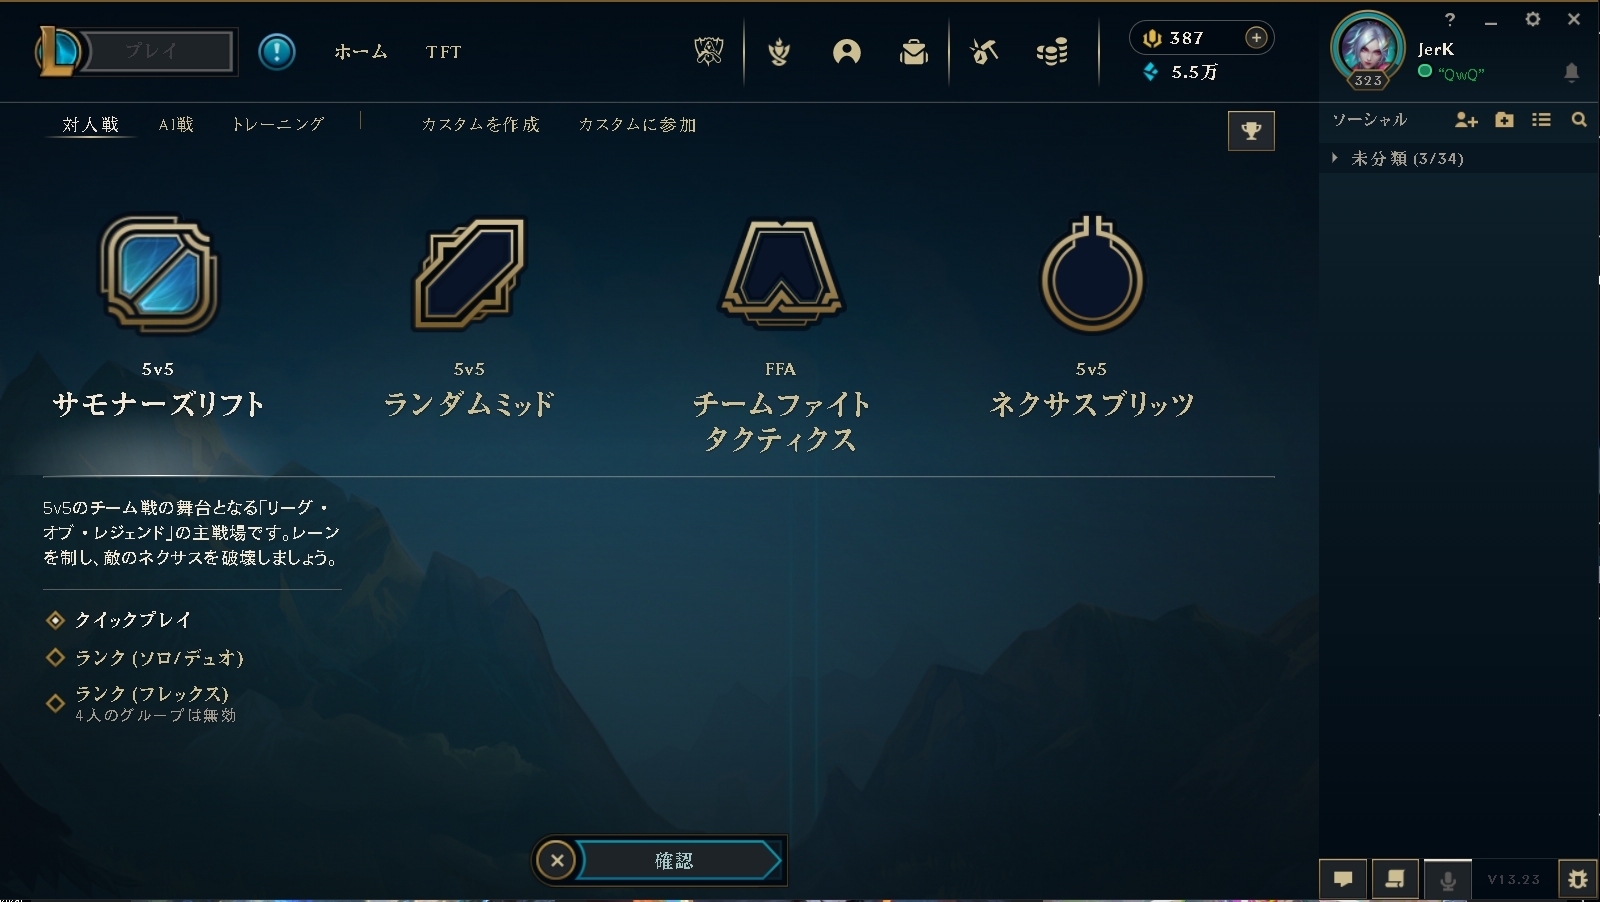 プレイ
ホーム
TFT
387
5.5万
323
JerK
"QwQ"
対人戦
AI戦
トレーニング
カスタムを作成
カスタムに参加
ソーシャル
未分類 (3/34)
5v5
サモナーズリフト
5v5
ランダムミッド
FFA
チームファイト
タクティクス
5v5
ネクサスブリッツ
5v5のチーム戦の舞台となる「リーグ・
オブ・レジェンド」の主戦場です。レーン
を制し、敵のネクサスを破壊しましょう。
クイックプレイ
ランク (ソロ/デュオ)
ランク (フレックス)
4人のグループは無効
確認
V13.23